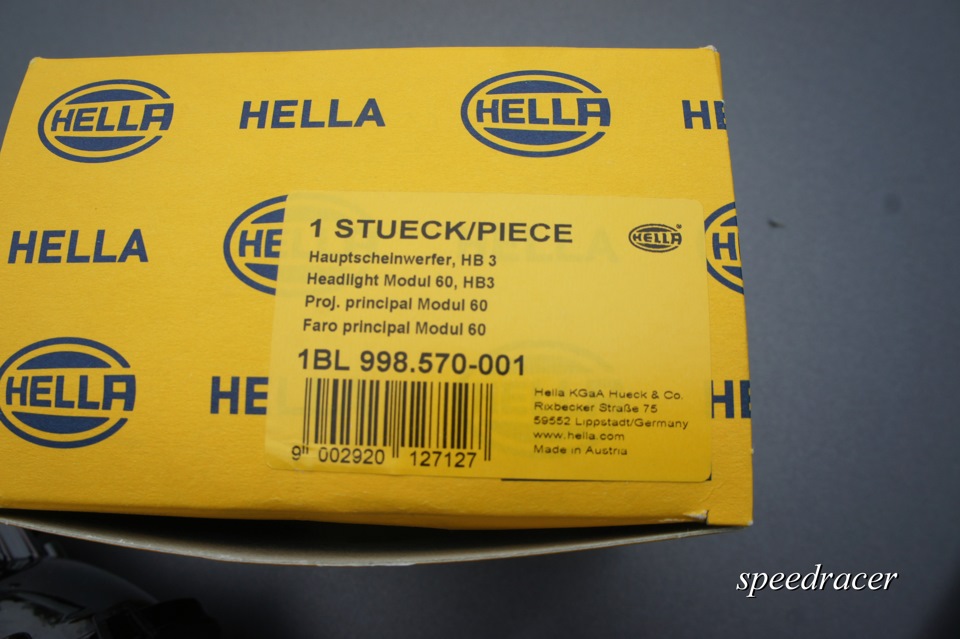 HELLA HELLA HELLA HE
HELLA HE HELLA
1 STUECK/PIECE
HELLA
Hauptscheinwerfer, HB 3
Headlight Modul 60, HB3
Proj. principal Modul 60
Faro principal Modul 60
1BL 998.570-001
HELLA HE HE
Hella KGaA Hueck & Co.
Rixbecker Straße 75
59552 Lippstadt/Germany
www.hella.com
Made in Austria
9 002920 127127
speedracer